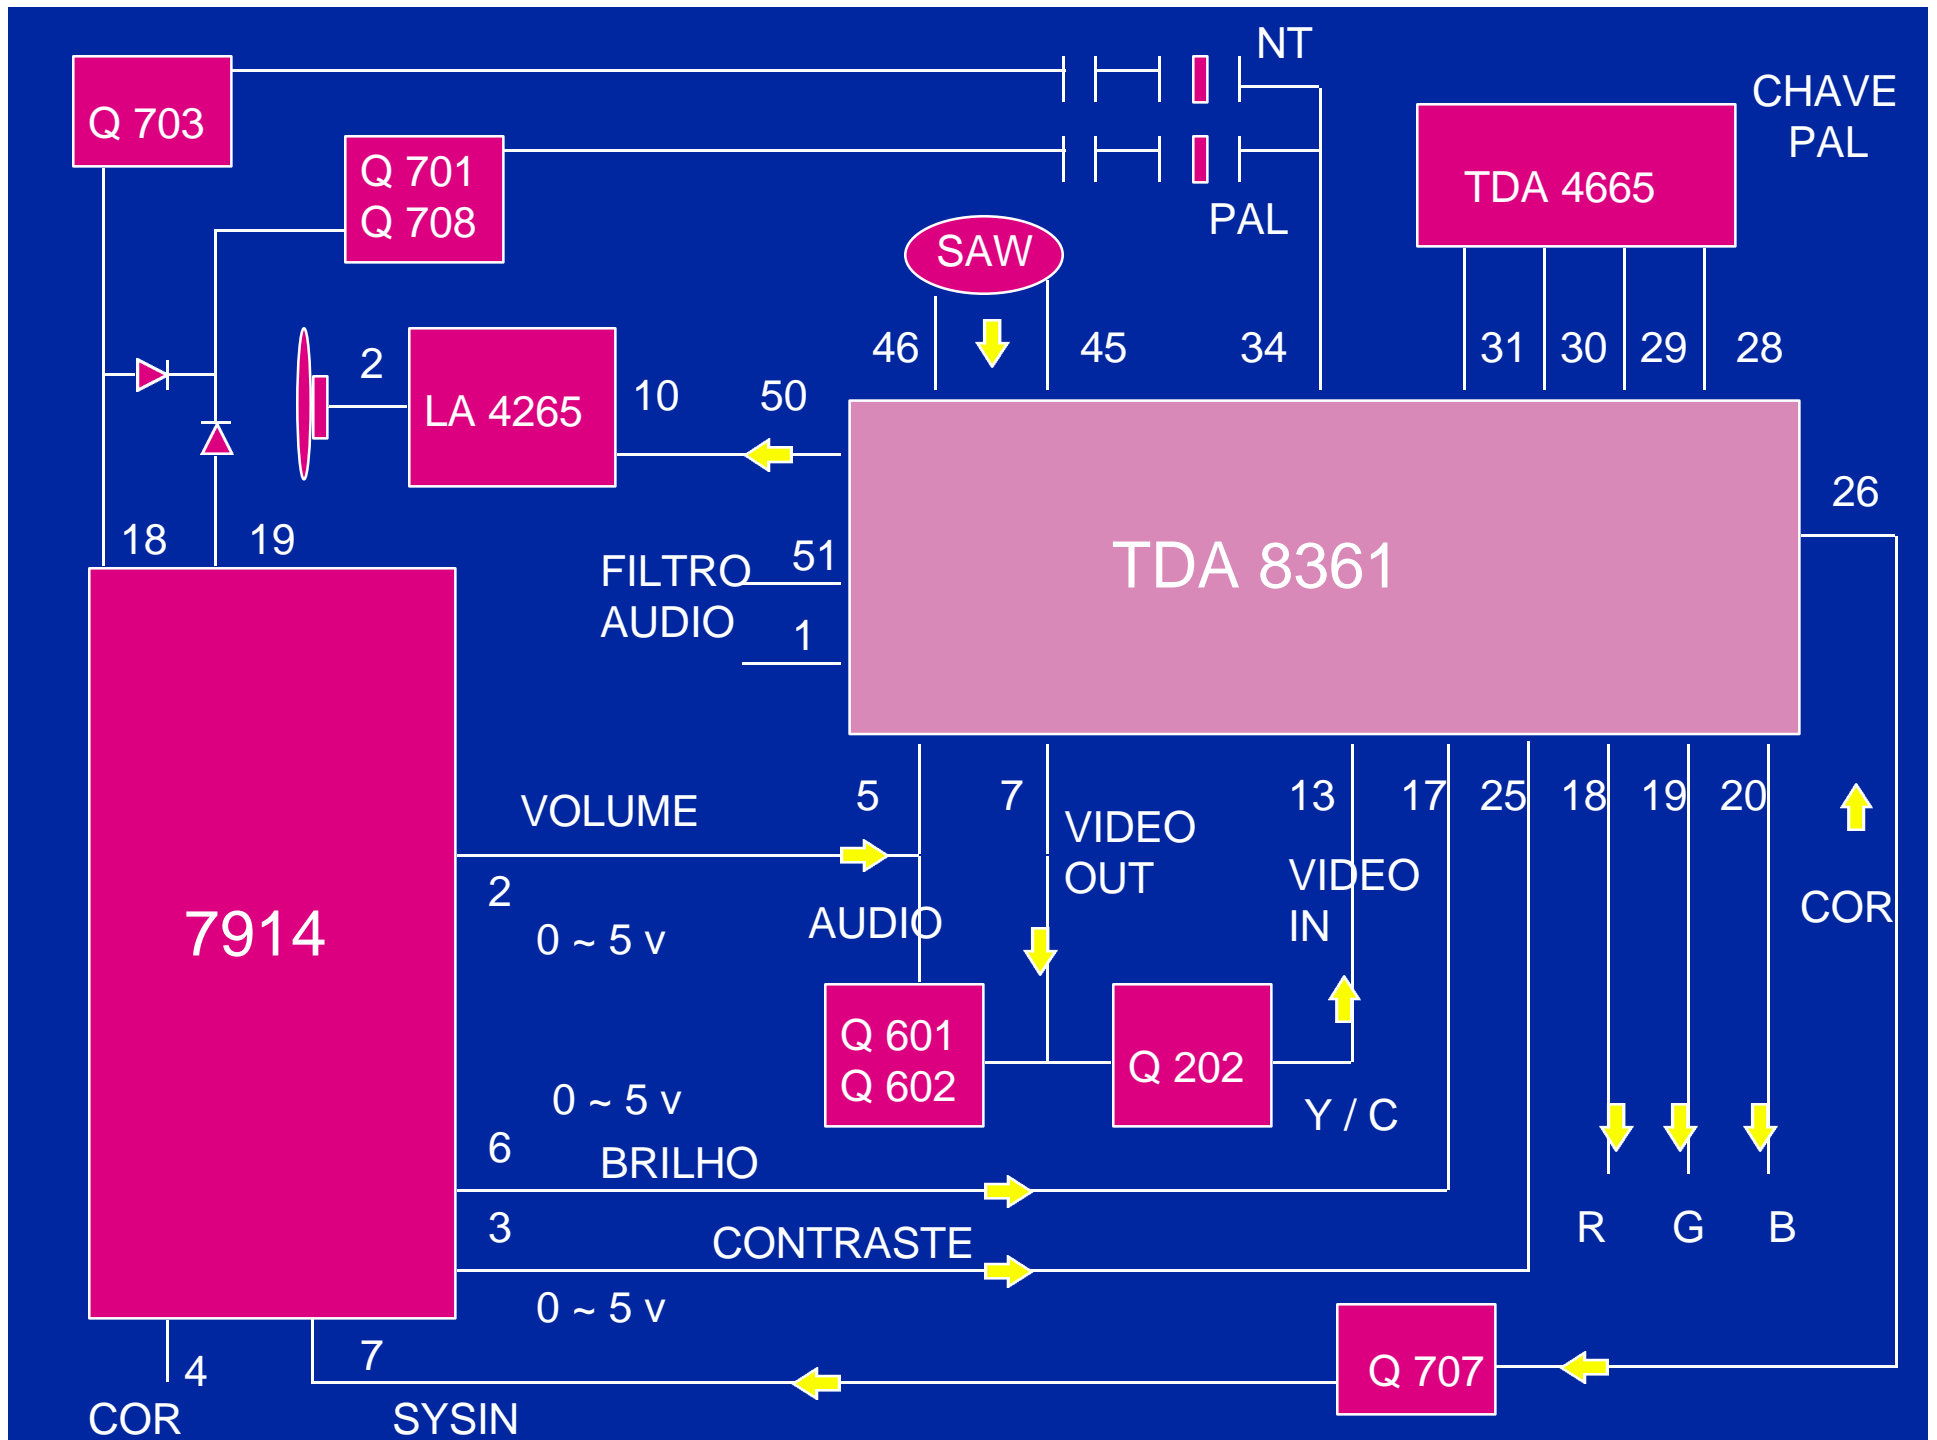 NT
CHAVE
PAL
Q 703
Q 701
Q 708
TDA 4665
PAL
SAW
46
45
34
31
30
29
28
2
LA 4265
10
50
26
18
19
FILTRO
AUDIO
51
1
TDA 8361
7914
VOLUME
2
0 ~ 5 v
5
7
13
17
25
18
19
20
VIDEO
OUT
VIDEO
IN
AUDIO
COR
Q 601
Q 602
Q 202
Y / C
0 ~ 5 v
6
BRILHO
3
CONTRASTE
0 ~ 5 v
R
G
B
4
7
COR
SYSIN
Q 707